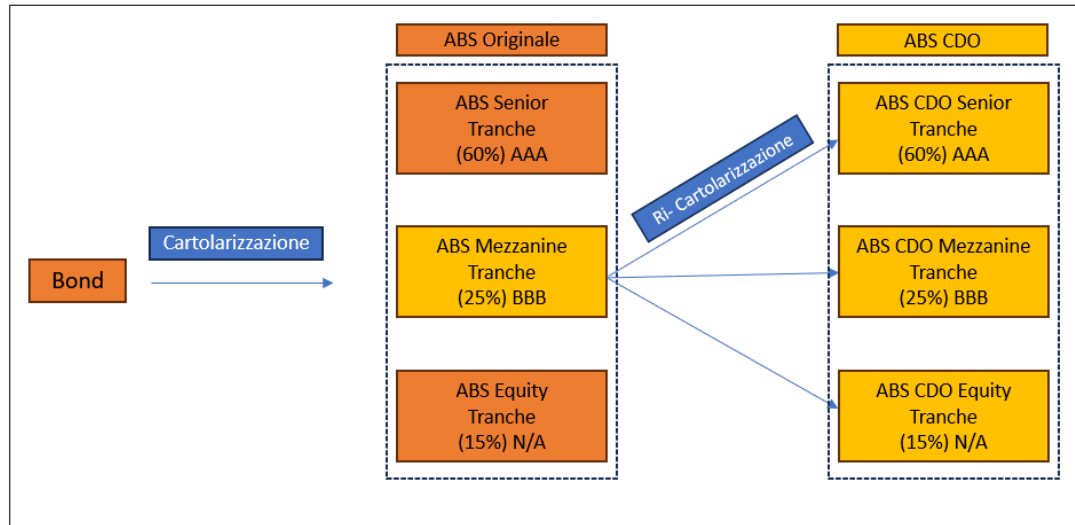 ABS Originale
ABS CDO
ABS Senior
Tranche
(60%) AAA
ABS CDO Senior
Tranche
(60%) AAA
Ri- Cartolarizzazione
Cartolarizzazione
Bond
ABS Mezzanine
Tranche
(25%) BBB
ABS CDO Mezzanine
Tranche
(25%) BBB
ABS Equity
Tranche
(15%) N/A
ABS CDO Equity
Tranche
(15%) N/A